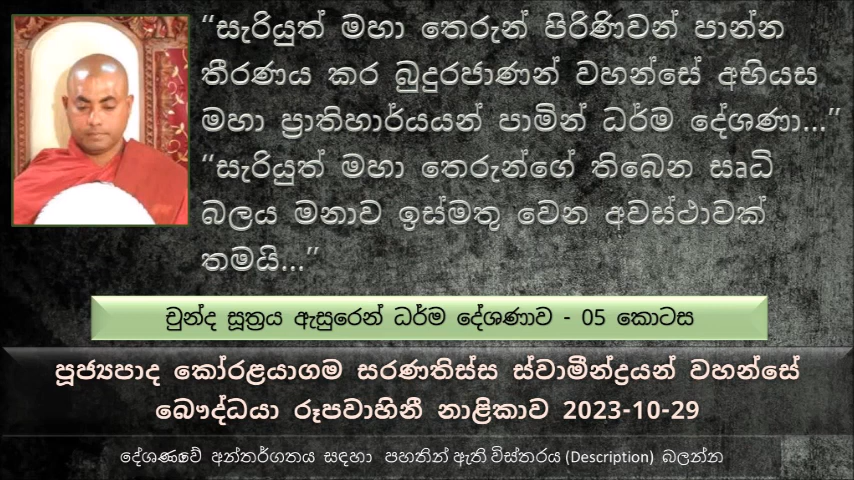 “සැරියුත් මහා තෙරුන් පිරිණිවන් පාන්න
තීරණය කර බුදුරජාණන් වහන්සේ අභියස
මහා ප්‍රාතිහාර්යයන් පාමින් ධර්ම දේශණා...”
“සැරියුත් මහා තෙරුන්ගේ තිබෙන සෘධි
බලය මනාව ඉස්මතු වෙන අවස්ථාවක්
තමයි...”
චුන්ද සූත්‍රය ඇසුරෙන් ධර්ම දේශණාව - 05 කොටස
පූජ්‍යපාද කෝරළයාගම සරණතිස්ස ස්වාමීන්ද්‍රයන් වහන්සේ
බෞද්ධයා රූපවාහිනී නාළිකාව 2023-10-29
දේශණාවේ අන්තර්ගතය සඳහා පහතින් ඇති විස්තරය (Description) බලන්න